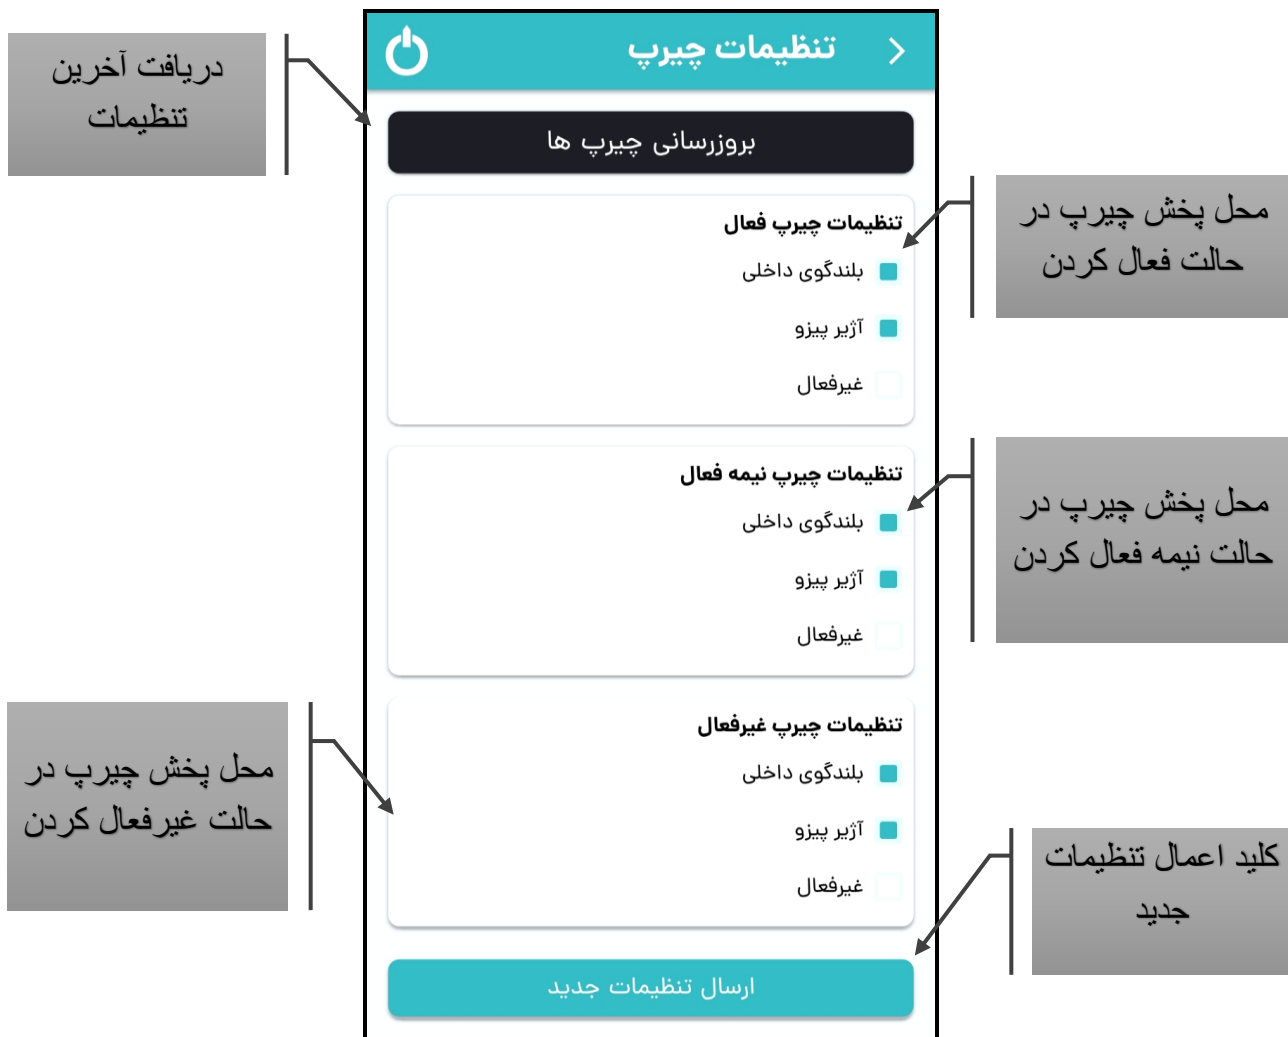 تنظیمات چیرپ
دریافت آخرین
تنظیمات
بروزرسانی چیرپ ها
محل پخش چیرپ در
حالت فعال کردن
تنظیمات چیرپ فعال
بلندگوی داخلی
آژیر پیزو
غیرفعال
محل پخش چیرپ در
حالت نیمه فعال کردن
تنظیمات چیرپ نیمه فعال
بلندگوی داخلی
آژیر پیزو
غیرفعال
تنظیمات چیرپ غیرفعال
بلندگوی داخلی
آژیر پیزو
غیرفعال
محل پخش چیرپ در
حالت غیرفعال کردن
کلید اعمال تنظیمات
جدید
ارسال تنظیمات جدید